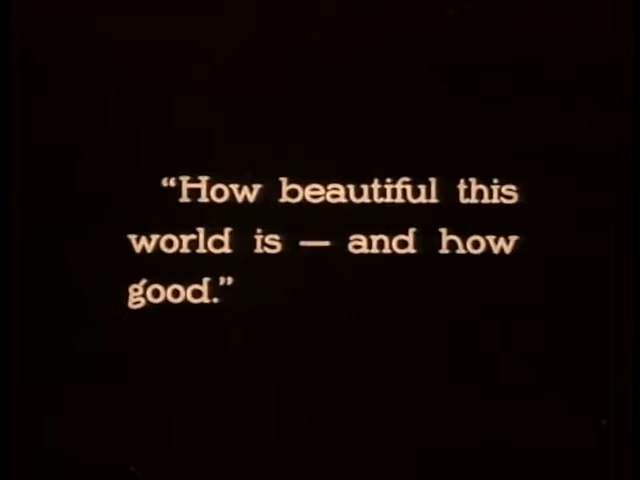 “How beautiful this
world is — and how
good.”